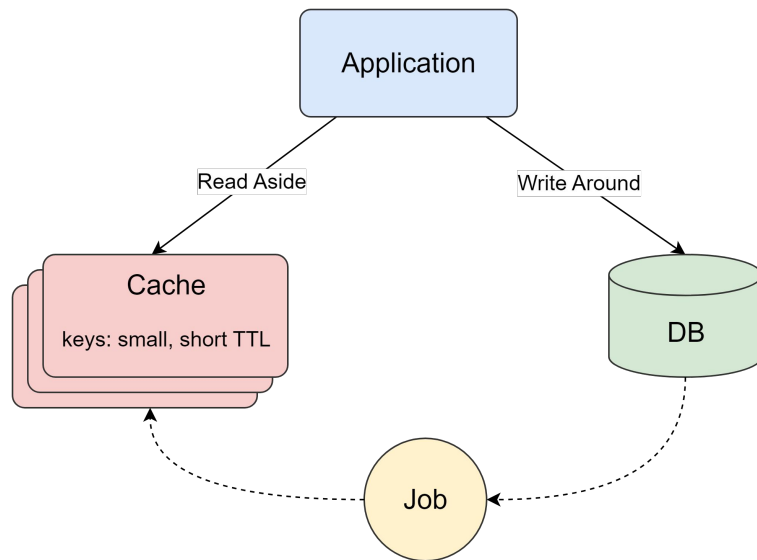 Application
Read Aside
Write Around
Cache
keys: small, short TTL
DB
Job